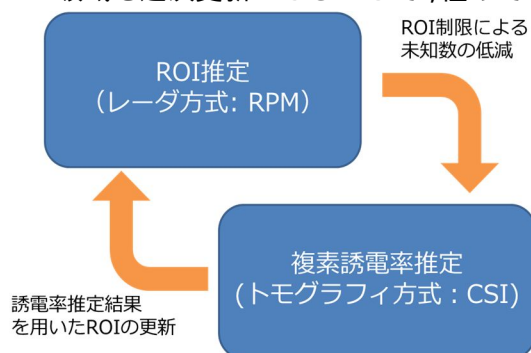 ROI制限による
未知数の低減
ROI推定
（レーダ方式: RPM）
複素誘電率推定
(トモグラフィ方式：CSI)
誘電率推定結果
を用いたROIの更新